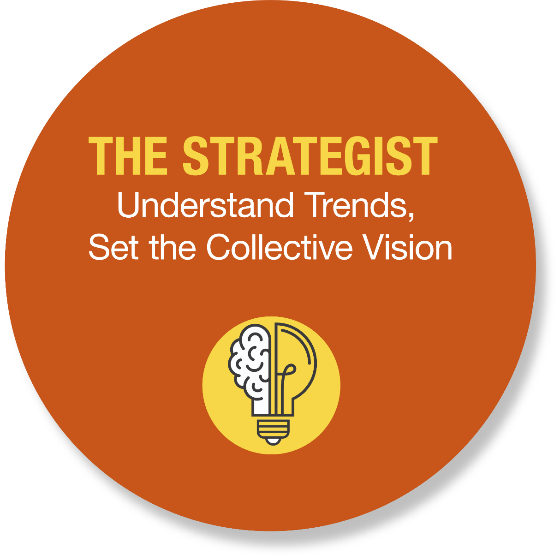 THE STRATEGIST
Understand Trends,
Set the Collective Vision